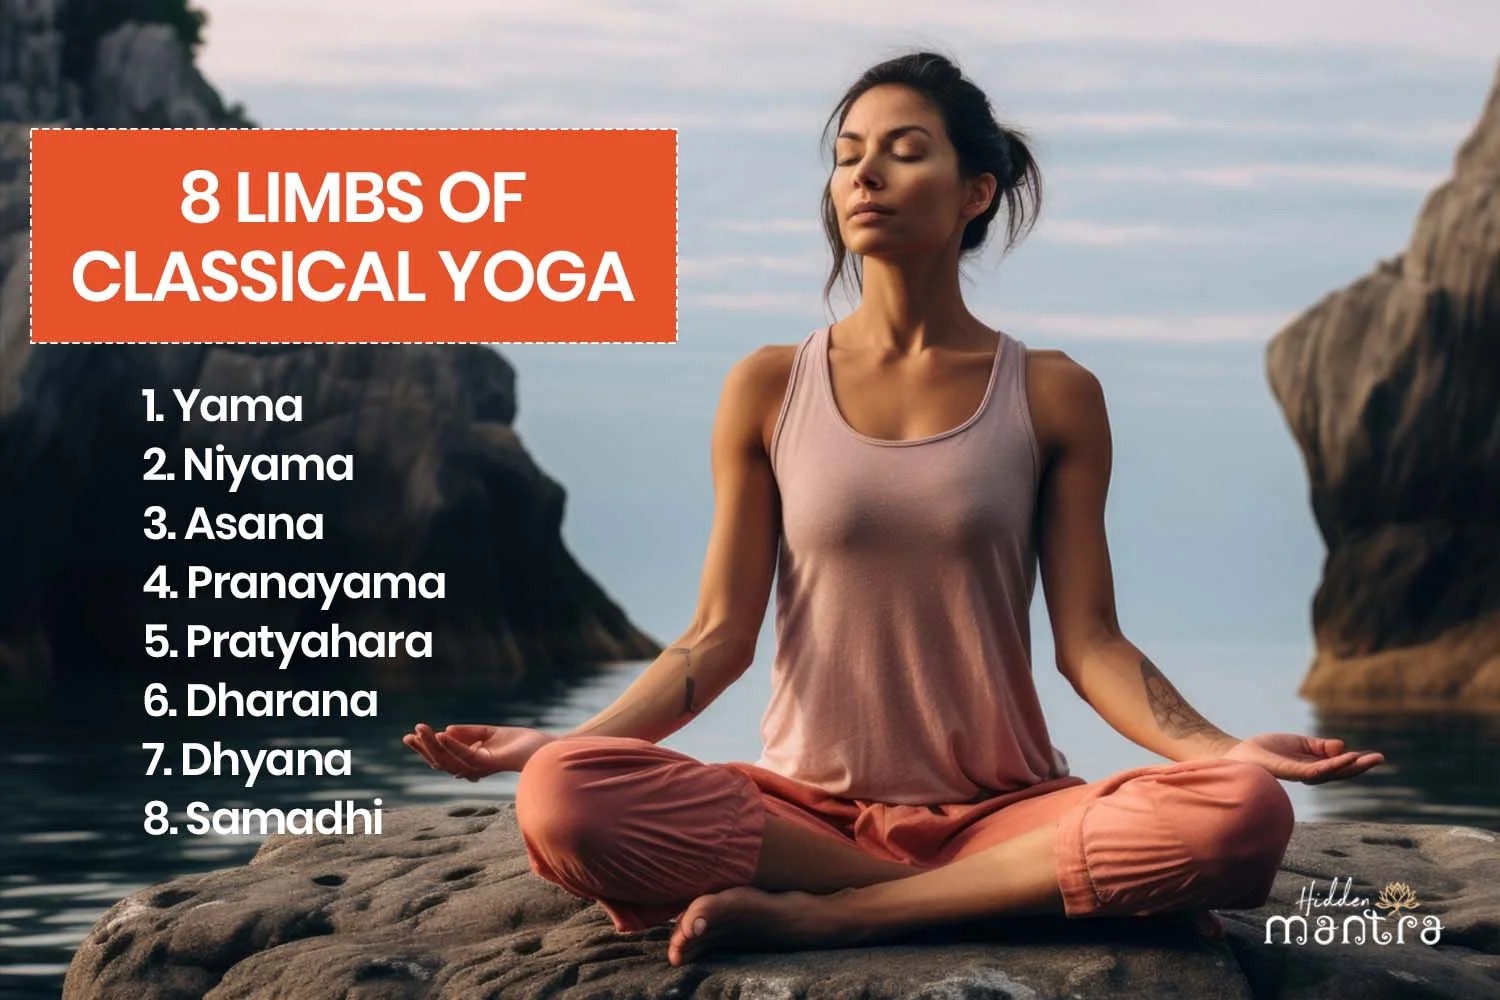 8 LIMBS OF
CLASSICAL YOGA
1. Yama
2. Niyama
3. Asana
4. Pranayama
5. Pratyahara
6. Dharana
7. Dhyana
8. Samadhi
Hidden
mantra